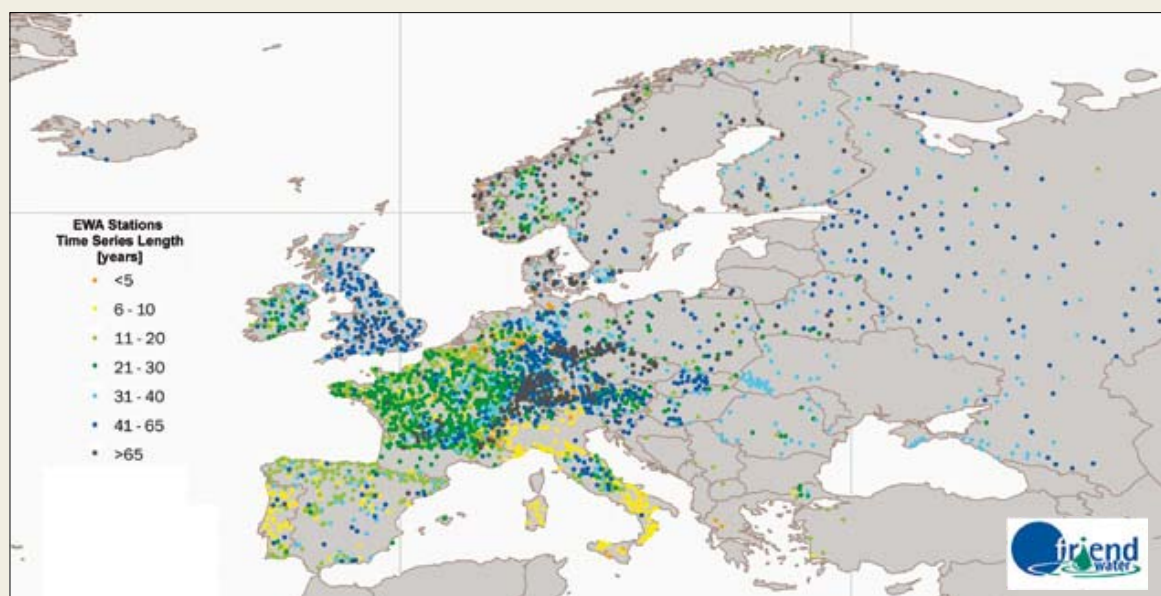 EWA Stations
Time Series Length
[years]
<5
6 - 10
11 - 20
21 - 30
31 - 40
41 - 65
>65
friend
water